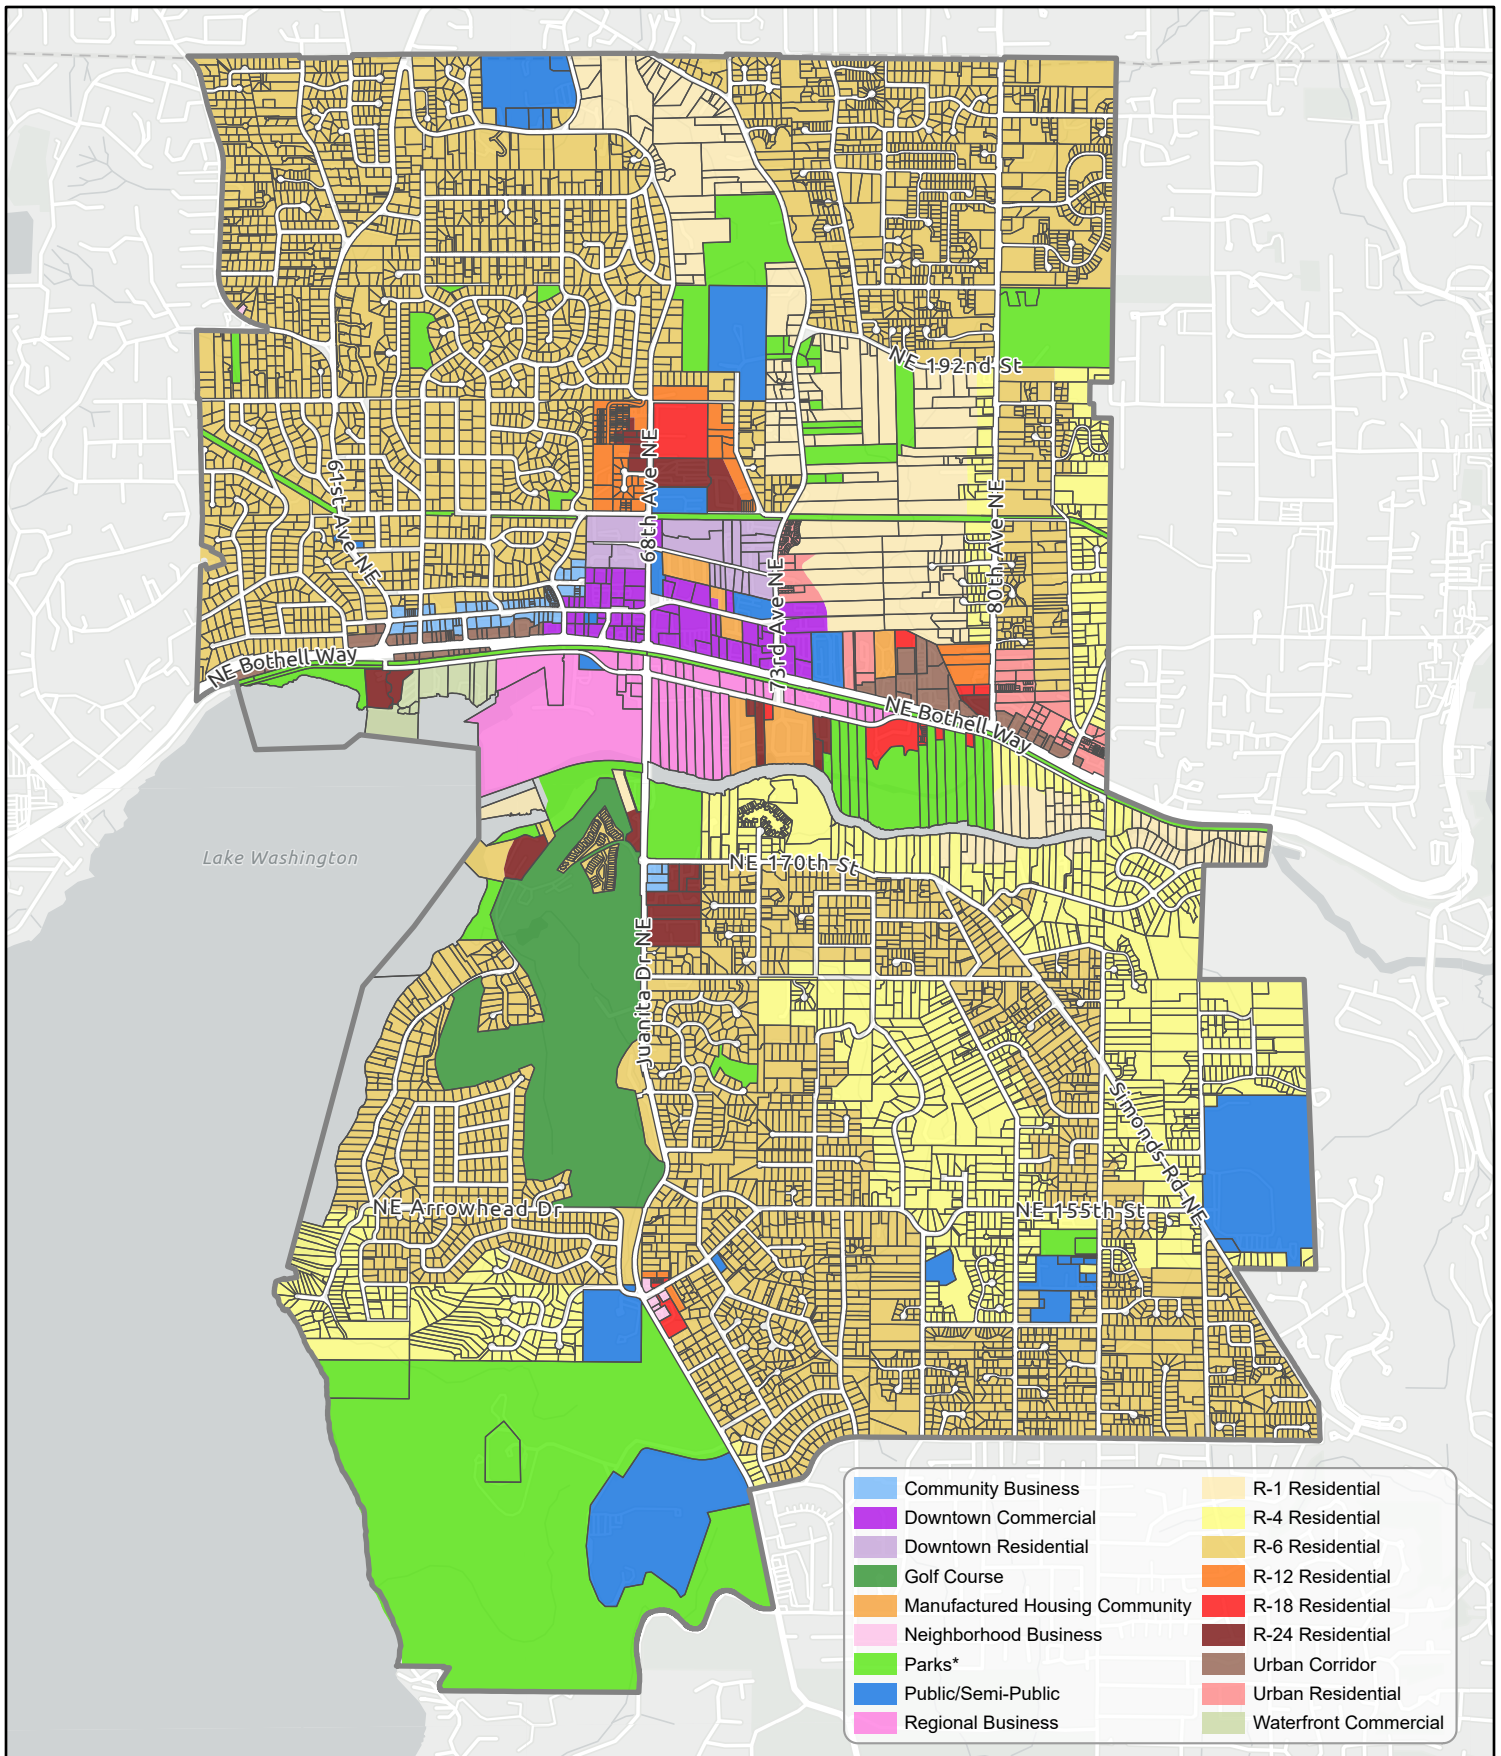 NE 192nd St
61st Ave NE
68th Ave NE
80th Ave NE
73rd Ave NE
NE Bothell Way
NE Bothell Way
Lake Washington
NE 170th St
Juanita Dr NE
Simonds Rd NE
NE Arrowhead Dr
NE 155th St
Community Business
Downtown Commercial
Downtown Residential
Golf Course
Manufactured Housing Community
Neighborhood Business
Parks*
Public/Semi-Public
Regional Business
R-1 Residential
R-4 Residential
R-6 Residential
R-12 Residential
R-18 Residential
R-24 Residential
Urban Corridor
Urban Residential
Waterfront Commercial